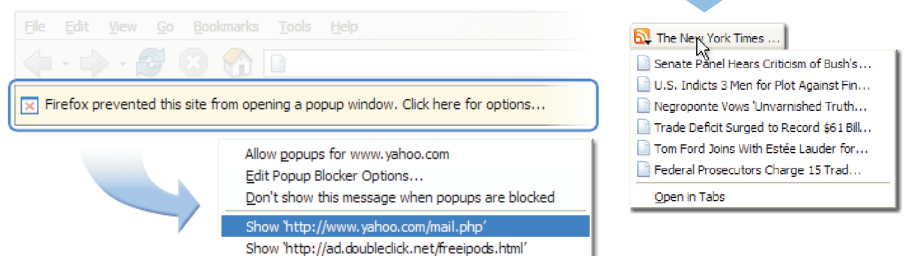 File Edit View Go Bookmarks Tools Help
Firefox prevented this site from opening a popup window. Click here for options...
Allow popups for www.yahoo.com
Edit Popup Blocker Options...
Don't show this message when popups are blocked
Show 'http://www.yahoo.com/mail.php'
Show 'http://ad.doubleclick.net/freeipods.html'
The New York Times ...
Senate Panel Hears Criticism of Bush's...
U.S. Indicts 3 Men for Plot Against Fin...
Negroponte Vows 'Unvarnished Truth...
Trade Deficit Surged to Record $61 Bill...
Tom Ford Joins With Estée Lauder for...
Federal Prosecutors Charge 15 Trad...
Open in Tabs